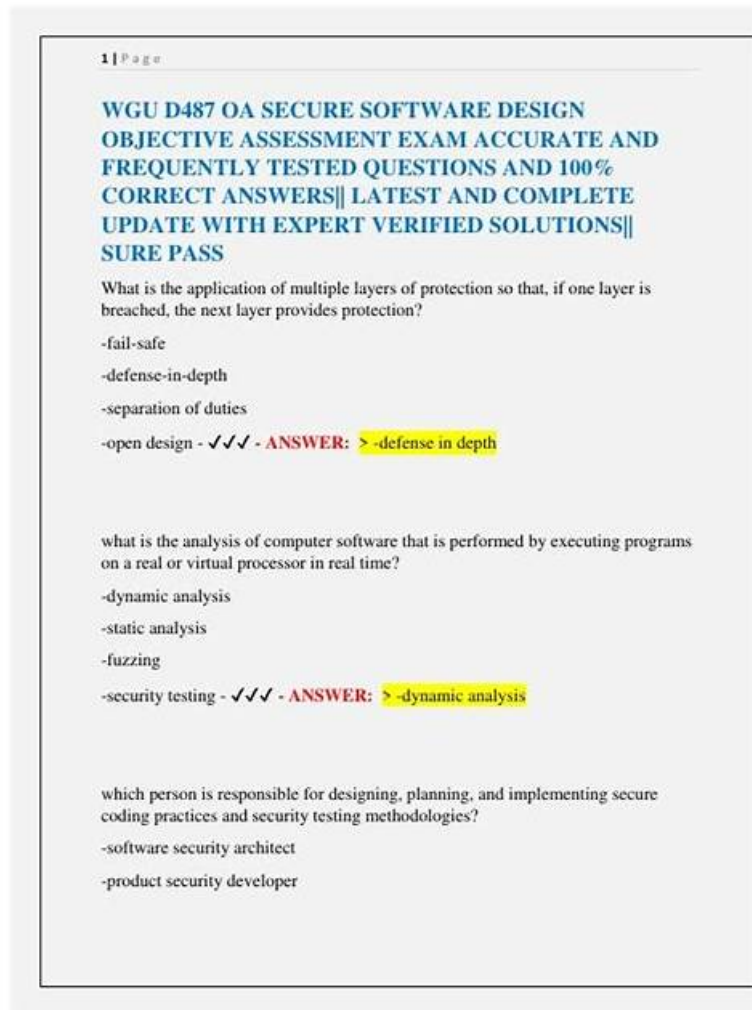 1 | Page
WGU D487 OA SECURE SOFTWARE DESIGN
OBJECTIVE ASSESSMENT EXAM ACCURATE AND
FREQUENTLY TESTED QUESTIONS AND 100%
CORRECT ANSWERS|| LATEST AND COMPLETE
UPDATE WITH EXPERT VERIFIED SOLUTIONS||
SURE PASS
What is the application of multiple layers of protection so that, if one layer is
breached, the next layer provides protection?
-fail-safe
-defense-in-depth
-separation of duties
-open design - ✓✓✓ - ANSWER: > -defense in depth
what is the analysis of computer software that is performed by executing programs
on a real or virtual processor in real time?
-dynamic analysis
-static analysis
-fuzzing
-security testing - ✓✓✓ - ANSWER: > -dynamic analysis
which person is responsible for designing, planning, and implementing secure
coding practices and security testing methodologies?
-software security architect
-product security developer